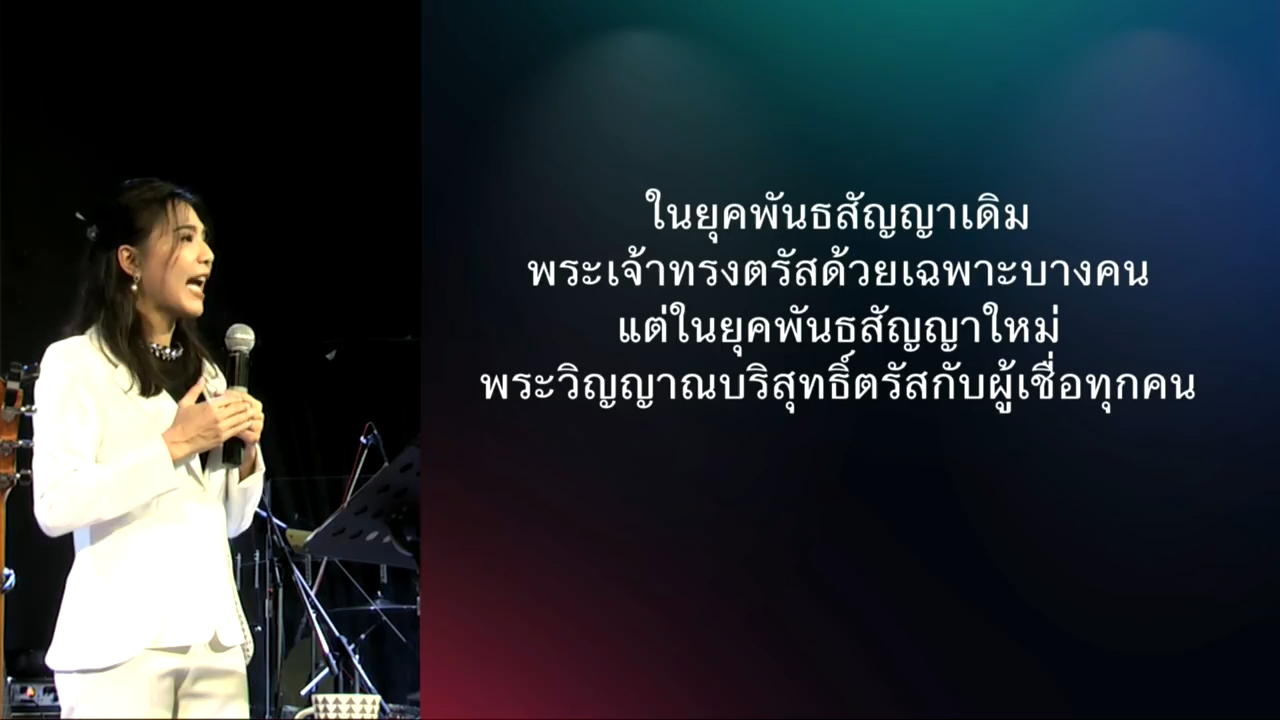 ในยุคพันธสัญญาเดิม
พระเจ้าทรงตรัสด้วยเฉพาะบางคน
แต่ในยุคพันธสัญญาใหม่
พระวิญญาณบริสุทธิ์ตรัสกับผู้เชื่อทุกคน